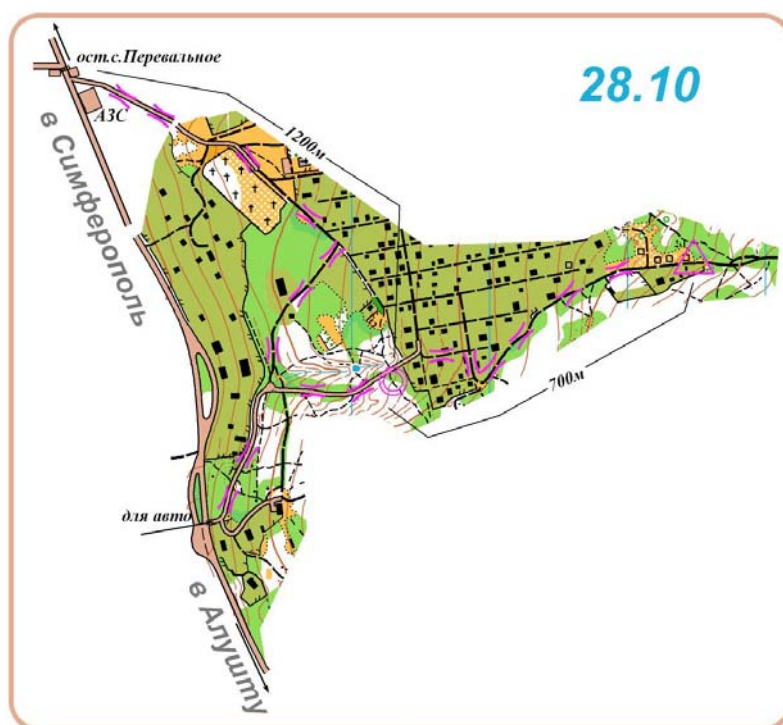 ост.с.Перевальное
28.10
АЗС
1200м
в Симферополь
700м
для авто
в Алушту